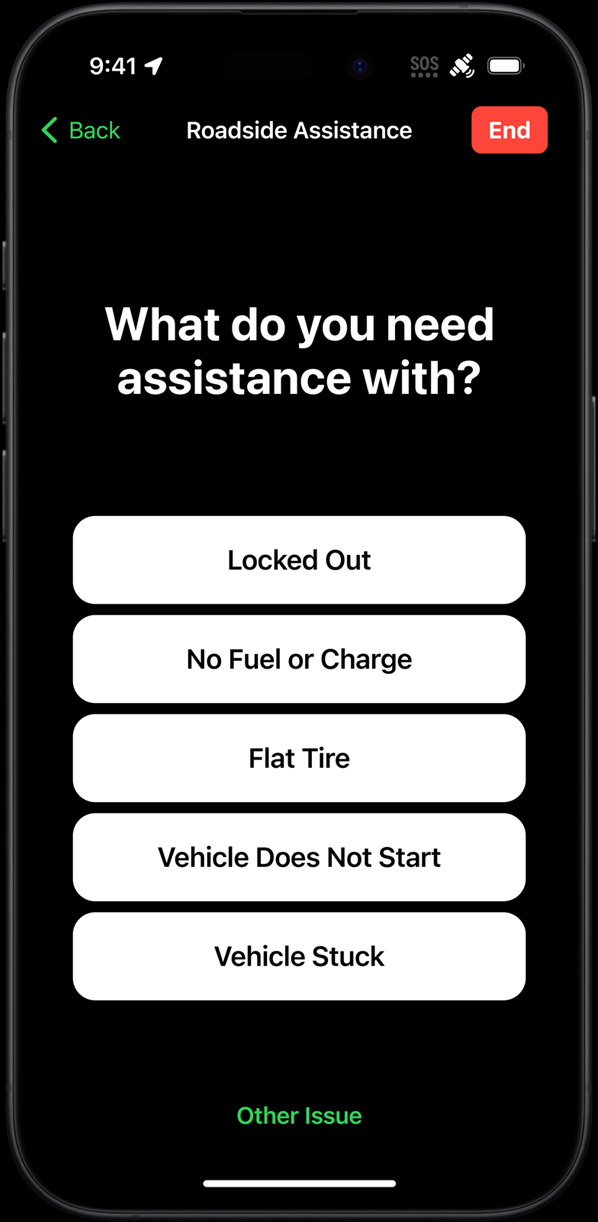 9:41
SOS
Back
Roadside Assistance
End
What do you need
assistance with?
Locked Out
No Fuel or Charge
Flat Tire
Vehicle Does Not Start
Vehicle Stuck
Other Issue